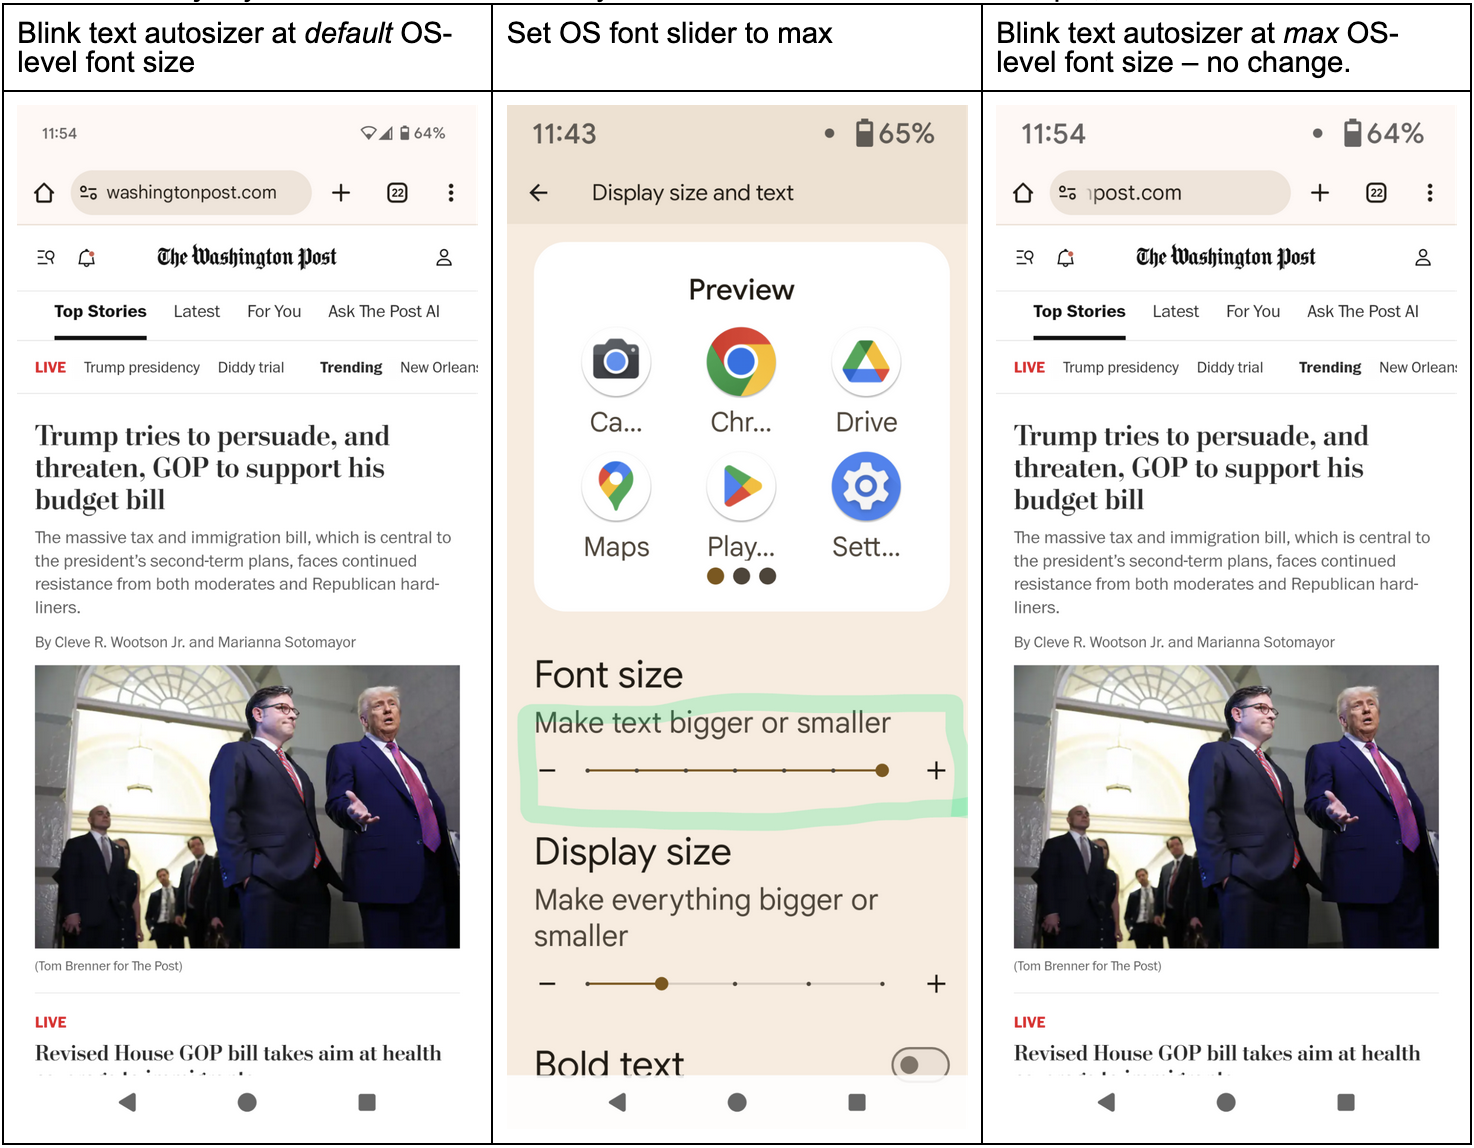 Blink text autosizer at default OS-
level font size
Set OS font slider to max
Blink text autosizer at max OS-
level font size – no change.
11:54
64%
washingtonpost.com
22
The Washington Post
Top Stories Latest For You Ask The Post AI
LIVE Trump presidency Diddy trial Trending New Orleans
Trump tries to persuade, and
threaten, GOP to support his
budget bill
The massive tax and immigration bill, which is central to
the president's second-term plans, faces continued
resistance from both moderates and Republican hard-
liners.
By Cleve R. Wootson Jr. and Marianna Sotomayor
(Tom Brenner for The Post)
LIVE
Revised House GOP bill takes aim at health
11:43
65%
Display size and text
Preview
Ca... Chr... Drive
Maps Play... Sett...
Font size
Make text bigger or smaller
Display size
Make everything bigger or
smaller
Bold text
11:54
64%
post.com
22
The Washington Post
Top Stories Latest For You Ask The Post AI
LIVE Trump presidency Diddy trial Trending New Orleans
Trump tries to persuade, and
threaten, GOP to support his
budget bill
The massive tax and immigration bill, which is central to
the president's second-term plans, faces continued
resistance from both moderates and Republican hard-
liners.
By Cleve R. Wootson Jr. and Marianna Sotomayor
(Tom Brenner for The Post)
LIVE
Revised House GOP bill takes aim at health